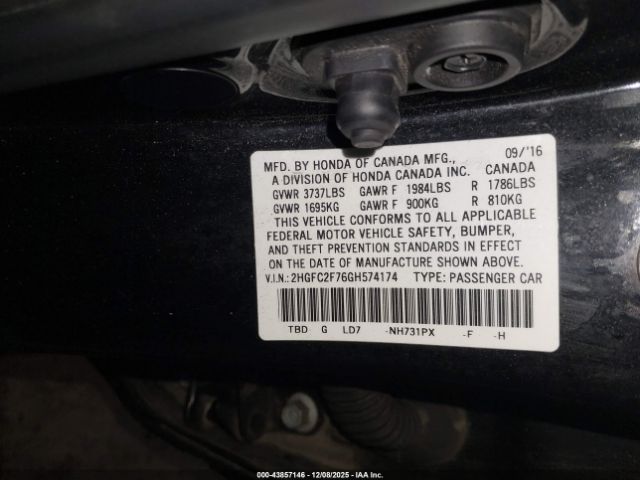 MFD. BY HONDA OF CANADA MFG., 09/'16
A DIVISION OF HONDA CANADA INC. CANADA
GVWR 3737LBS GAWR F 1984LBS R 1786LBS
GVWR 1695KG GAWR F 900KG R 810KG
THIS VEHICLE CONFORMS TO ALL APPLICABLE
FEDERAL MOTOR VEHICLE SAFETY, BUMPER,
AND THEFT PREVENTION STANDARDS IN EFFECT
ON THE DATE OF MANUFACTURE SHOWN ABOVE.
V.I.N.: 2HGFC2F76GH574174 TYPE: PASSENGER CAR
TBD G LD7 -NH731PX -F -H
000-43857146 | 12/08/2025 - IAA Inc.